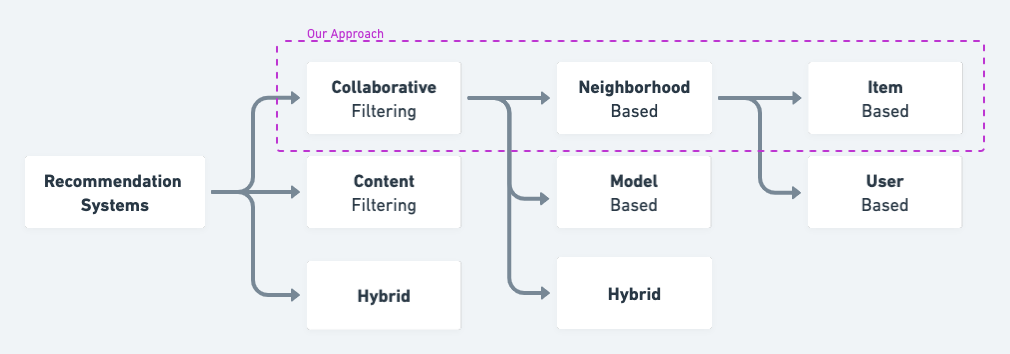 Our Approach
Collaborative
Filtering
Neighborhood
Based
Item
Based
Recommendation
Systems
Content
Filtering
Model
Based
User
Based
Hybrid
Hybrid